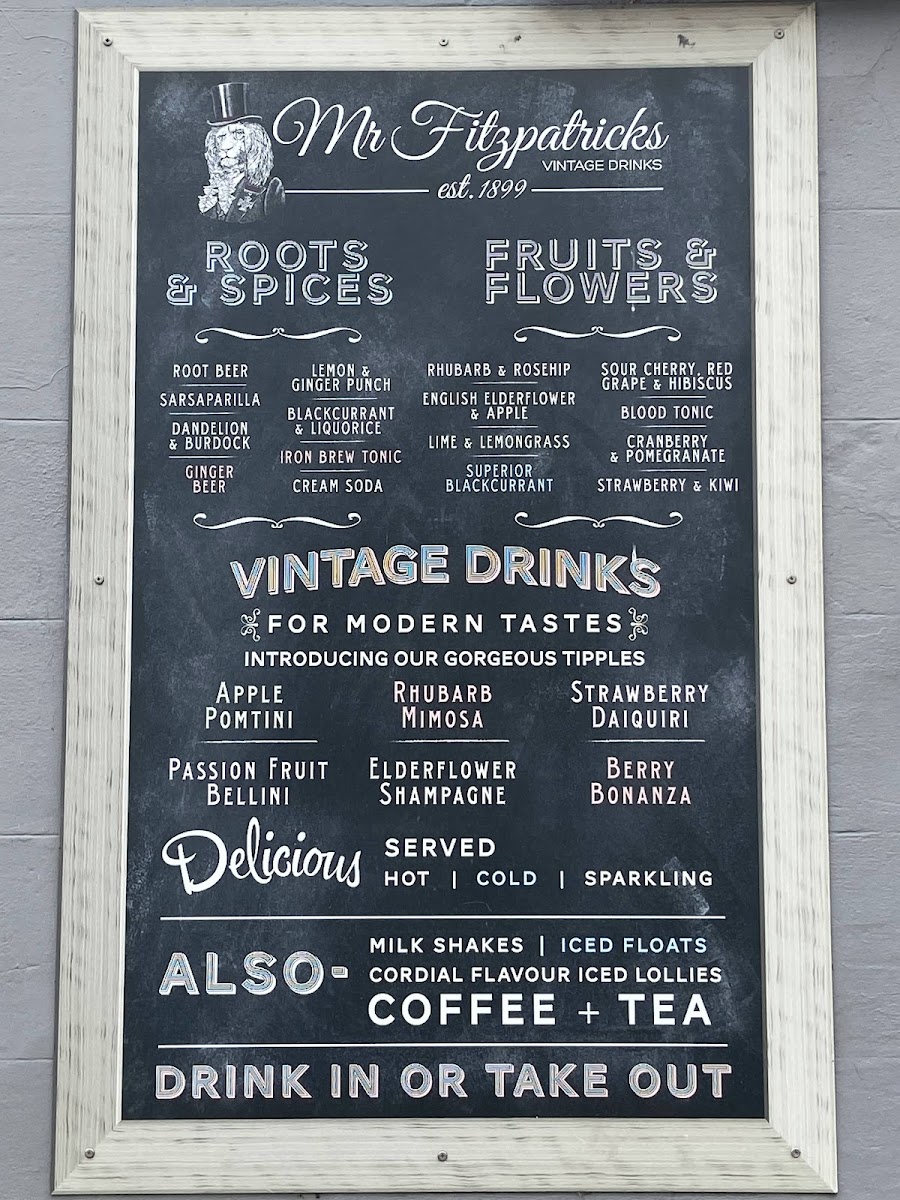 Mr Fitzpatricks
VINTAGE DRINKS
est. 1899
ROOTS
& SPICES
ROOT BEER
SARSAPARILLA
DANDELION
& BURDOCK
GINGER
BEER
LEMON &
GINGER PUNCH
BLACKCURRANT
& LIQUORICE
IRON BREW TONIC
CREAM SODA
FRUITS &
FLOWERS
RHUBARB & ROSEHIP
ENGLISH ELDERFLOWER
& APPLE
LIME & LEMONGRASS
SUPERIOR
BLACKCURRANT
SOUR CHERRY, RED
GRAPE & HIBISCUS
BLOOD TONIC
CRANBERRY
& POMEGRANATE
STRAWBERRY & KIWI
VINTAGE DRINKS
FOR MODERN TASTES
INTRODUCING OUR GORGEOUS TIPPLES
APPLE
POMTINI
RHUBARB
MIMOSA
STRAWBERRY
DAIQUIRI
PASSION FRUIT
BELLINI
ELDERFLOWER
SHAMPAGNE
BERRY
BONANZA
Delicious
SERVED
HOT | COLD | SPARKLING
ALSO-
MILK SHAKES | ICED FLOATS
CORDIAL FLAVOUR ICED LOLLIES
COFFEE + TEA
DRINK IN OR TAKE OUT